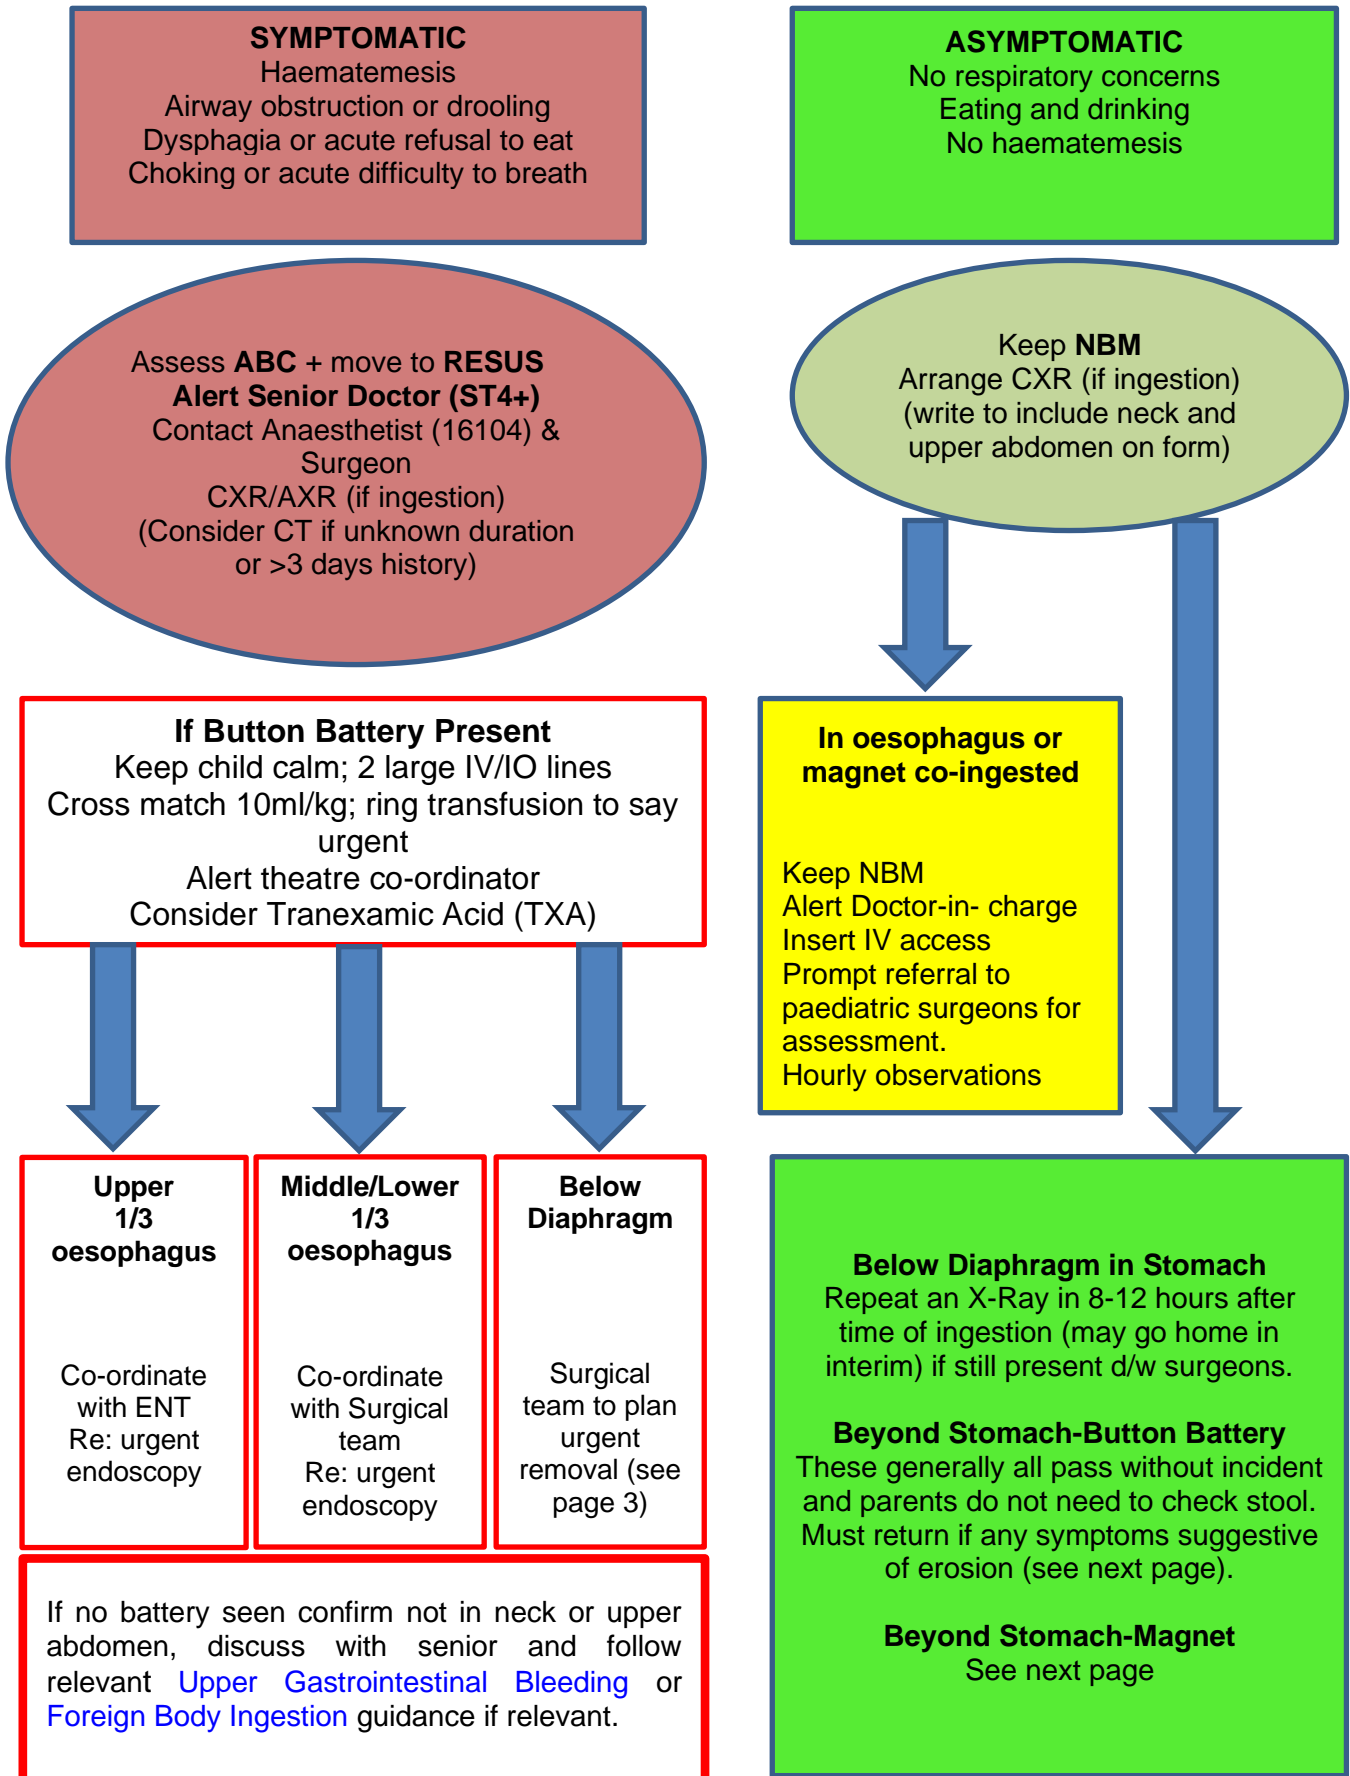 SYMPTOMATIC
Haematemesis
Airway obstruction or drooling
Dysphagia or acute refusal to eat
Choking or acute difficulty to breath
ASYMPTOMATIC
No respiratory concerns
Eating and drinking
No haematemesis
Assess ABC + move to RESUS
Alert Senior Doctor (ST4+)
Contact Anaesthetist (16104) &
Surgeon
CXR/AXR (if ingestion)
(Consider CT if unknown duration
or >3 days history)
Keep NBM
Arrange CXR (if ingestion)
(write to include neck and
upper abdomen on form)
If Button Battery Present
Keep child calm; 2 large IV/IO lines
Cross match 10ml/kg; ring transfusion to say
urgent
Alert theatre co-ordinator
Consider Tranexamic Acid (TXA)
In oesophagus or
magnet co-ingested
Keep NBM
Alert Doctor-in- charge
Insert IV access
Prompt referral to
paediatric surgeons for
assessment.
Hourly observations
Upper
1/3
oesophagus
Co-ordinate
with ENT
Re: urgent
endoscopy
Middle/Lower
1/3
oesophagus
Co-ordinate
with Surgical
team
Re: urgent
endoscopy
Below
Diaphragm
Surgical
team to plan
urgent
removal (see
page 3)
Below Diaphragm in Stomach
Repeat an X-Ray in 8-12 hours after
time of ingestion (may go home in
interim) if still present d/w surgeons.
Beyond Stomach-Button Battery
These generally all pass without incident
and parents do not need to check stool.
Must return if any symptoms suggestive
of erosion (see next page).
Beyond Stomach-Magnet
See next page
If no battery seen confirm not in neck or upper
abdomen, discuss with senior and follow
relevant Upper Gastrointestinal Bleeding or
Foreign Body Ingestion guidance if relevant.